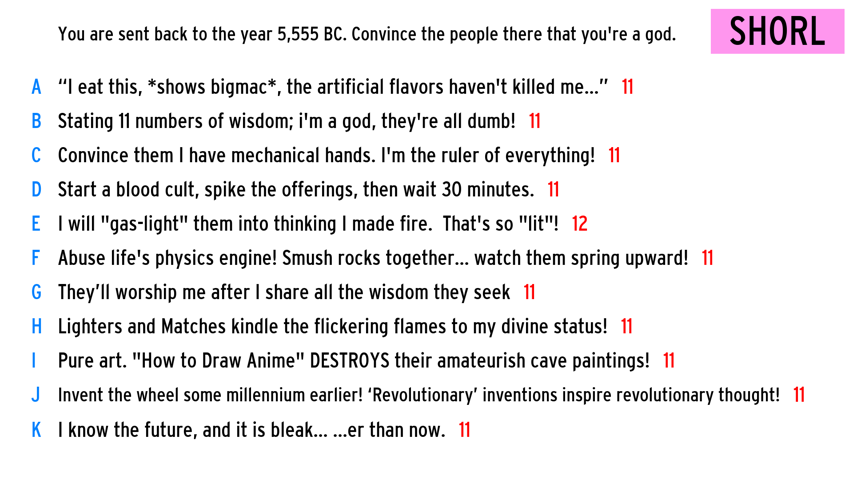 You are sent back to the year 5,555 BC. Convince the people there that you're a god.
SHORL
A “I eat this, *shows bigmac*, the artificial flavors haven't killed me...” 11
B Stating 11 numbers of wisdom; i'm a god, they're all dumb! 11
C Convince them I have mechanical hands. I'm the ruler of everything! 11
D Start a blood cult, spike the offerings, then wait 30 minutes. 11
E I will "gas-light" them into thinking I made fire. That's so "lit"! 12
F Abuse life's physics engine! Smush rocks together... watch them spring upward! 11
G They’ll worship me after I share all the wisdom they seek 11
H Lighters and Matches kindle the flickering flames to my divine status! 11
I Pure art. "How to Draw Anime" DESTROYS their amateurish cave paintings! 11
J Invent the wheel some millennium earlier! ‘Revolutionary’ inventions inspire revolutionary thought! 11
K I know the future, and it is bleak... ...er than now. 11